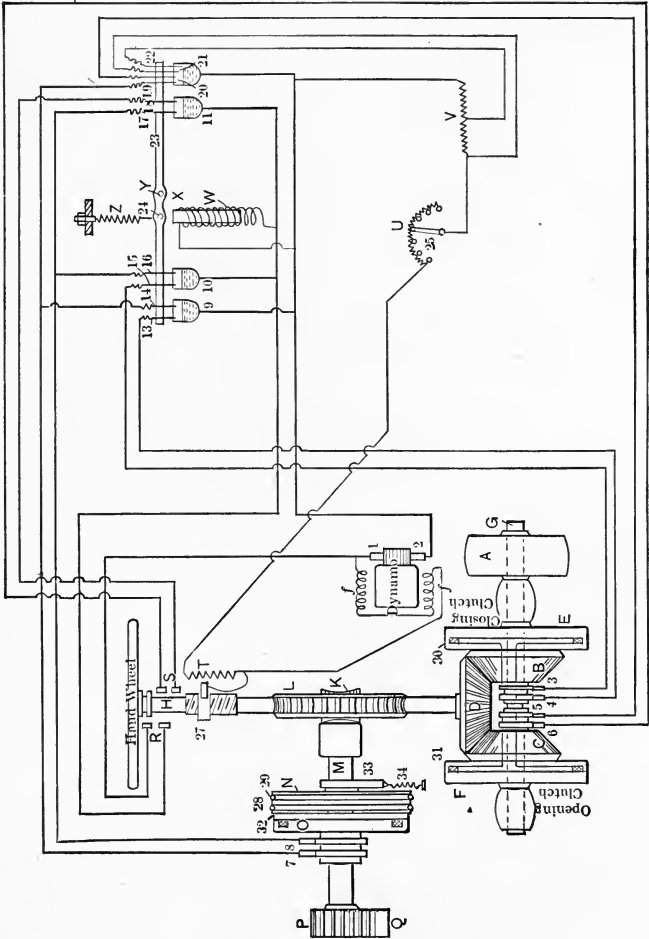 22
21
20
19
18
17
11
23
Y
24
Z
X
W
15
16
14
13
10
9
V
U
25
Hand Wheel
S
R
H
T
27
L
K
1
2
f
f
Dynamo
M
33
34
N
29
28
32
O
8
7
P
Q
G
A
Closing
Clutch
E
30
B
D
3
4
5
6
C
31
F
Opening
Clutch